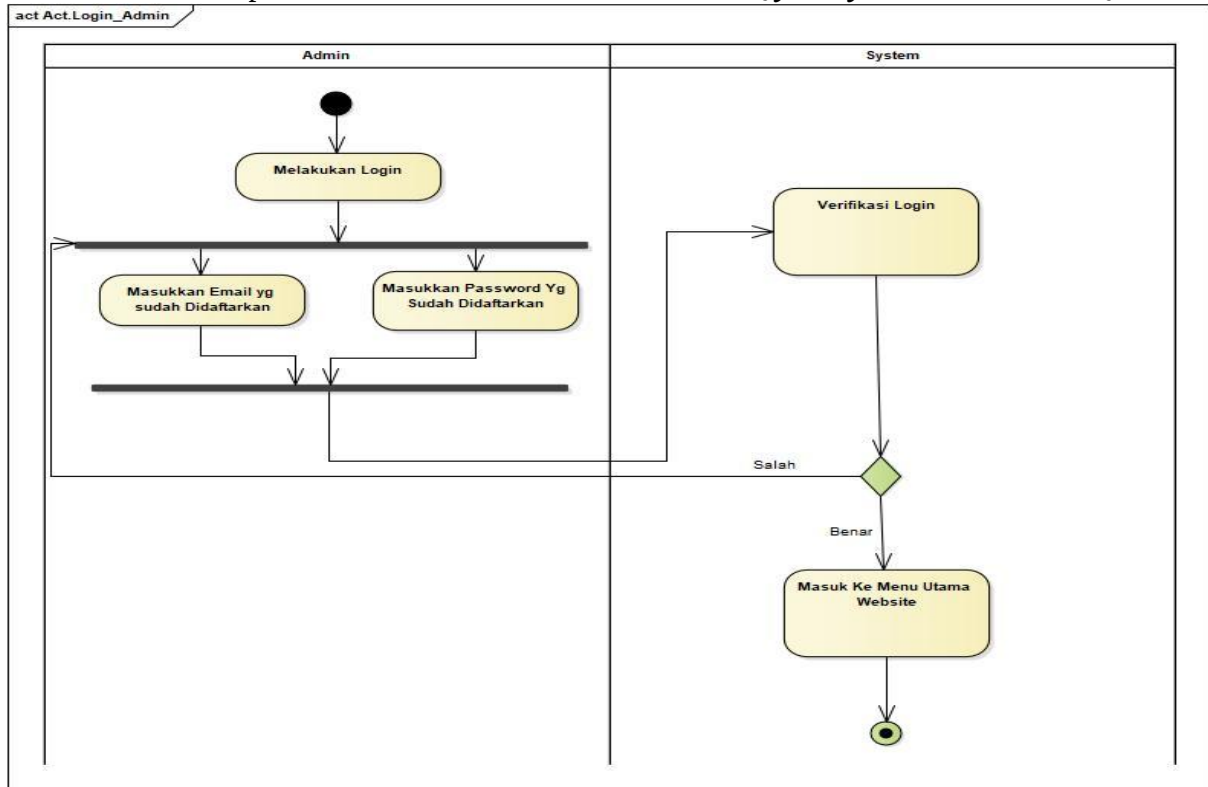 act Act.Login_Admin
Admin
System
Melakukan Login
Verifikasi Login
Masukkan Email yg
sudah Didaftarkan
Masukkan Password Yg
Sudah Didaftarkan
Salah
Benar
Masuk Ke Menu Utama
Website